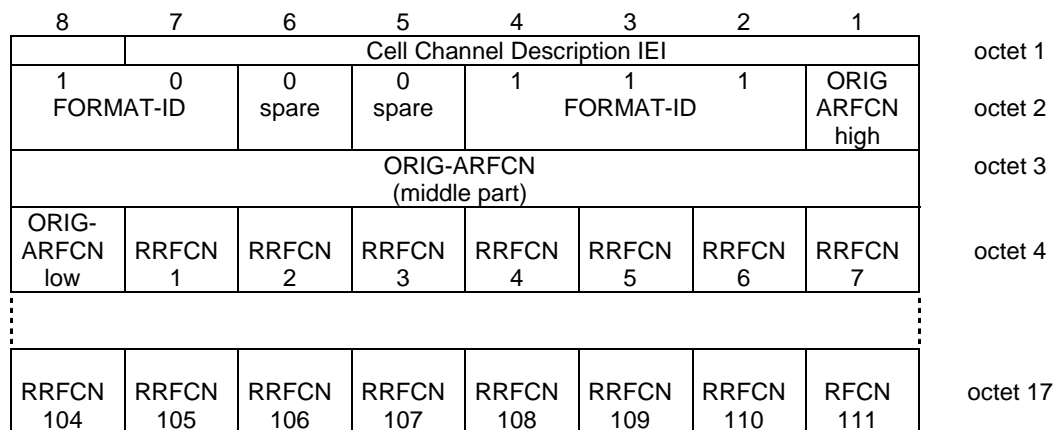 8 7 6 5 4 3 2 1
Cell Channel Description IEI octet 1
1 0 0 0 1 1 1 ORIG
FORMAT-ID spare spare FORMAT-ID ARFCN octet 2
high
ORIG-ARFCN octet 3
(middle part)
ORIG-
ARFCN RRFCN RRFCN RRFCN RRFCN RRFCN RRFCN RRFCN octet 4
low 1 2 3 4 5 6 7
RRFCN RRFCN RRFCN RRFCN RRFCN RRFCN RRFCN RFCN octet 17
104 105 106 107 108 109 110 111